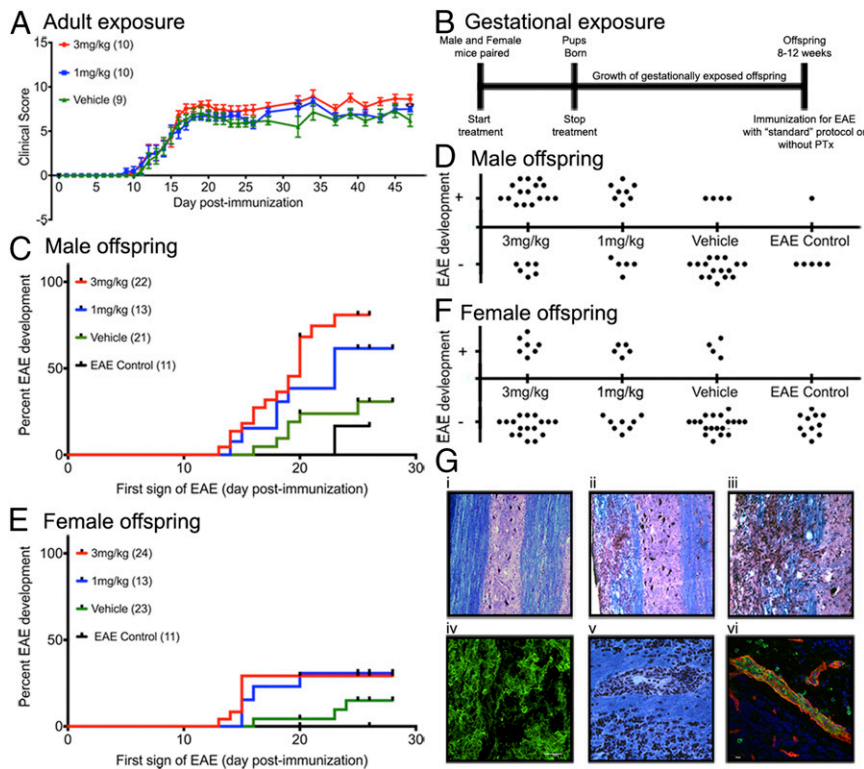 A Adult exposure
15
10
5
0
-5
Clinical Score
3mg/kg (10)
1mg/kg (10)
Vehicle (9)
0 5 10 15 20 25 30 35 40 45
Day post-immunization
B Gestational exposure
Male and Female
mice paired
Pups
Born
Offspring
8-12 weeks
Growth of gestationally exposed offspring
Start
treatment
Stop
treatment
Immunization for EAE
with "standard" protocol or
without PTx
C Male offspring
100
50
0
Percent EAE development
3mg/kg (22)
1mg/kg (13)
Vehicle (21)
EAE Control (11)
0 10 20 30
First sign of EAE (day post-immunization)
D Male offspring
EAE devleopment
+
-
3mg/kg 1mg/kg Vehicle EAE Control
E Female offspring
100
50
0
Percent EAE development
3mg/kg (24)
1mg/kg (13)
Vehicle (23)
EAE Control (11)
0 10 20 30
First sign of EAE (day post-immunization)
F Female offspring
EAE devleopment
+
-
3mg/kg 1mg/kg Vehicle EAE Control
G
i ii iii
iv v vi